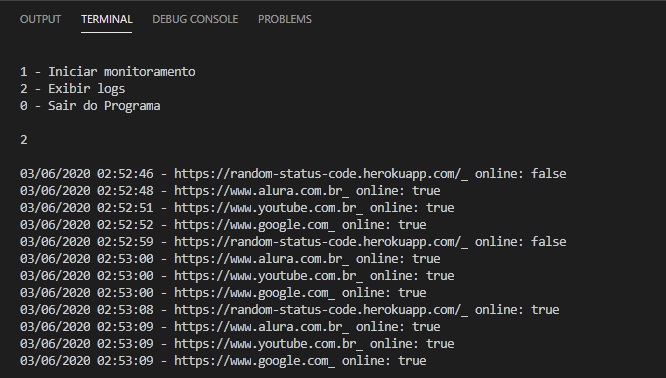 OUTPUT TERMINAL DEBUG CONSOLE PROBLEMS
1 - Iniciar monitoramento
2 - Exibir logs
0 - Sair do Programa
2
03/06/2020 02:52:46 - https://random-status-code.herokuapp.com/_ online: false
03/06/2020 02:52:48 - https://www.alura.com.br_ online: true
03/06/2020 02:52:51 - https://www.youtube.com.br_ online: true
03/06/2020 02:52:52 - https://www.google.com_ online: true
03/06/2020 02:52:59 - https://random-status-code.herokuapp.com/_ online: false
03/06/2020 02:53:00 - https://www.alura.com.br_ online: true
03/06/2020 02:53:00 - https://www.youtube.com.br_ online: true
03/06/2020 02:53:00 - https://www.google.com_ online: true
03/06/2020 02:53:08 - https://random-status-code.herokuapp.com/_ online: true
03/06/2020 02:53:09 - https://www.alura.com.br_ online: true
03/06/2020 02:53:09 - https://www.youtube.com.br_ online: true
03/06/2020 02:53:09 - https://www.google.com_ online: true